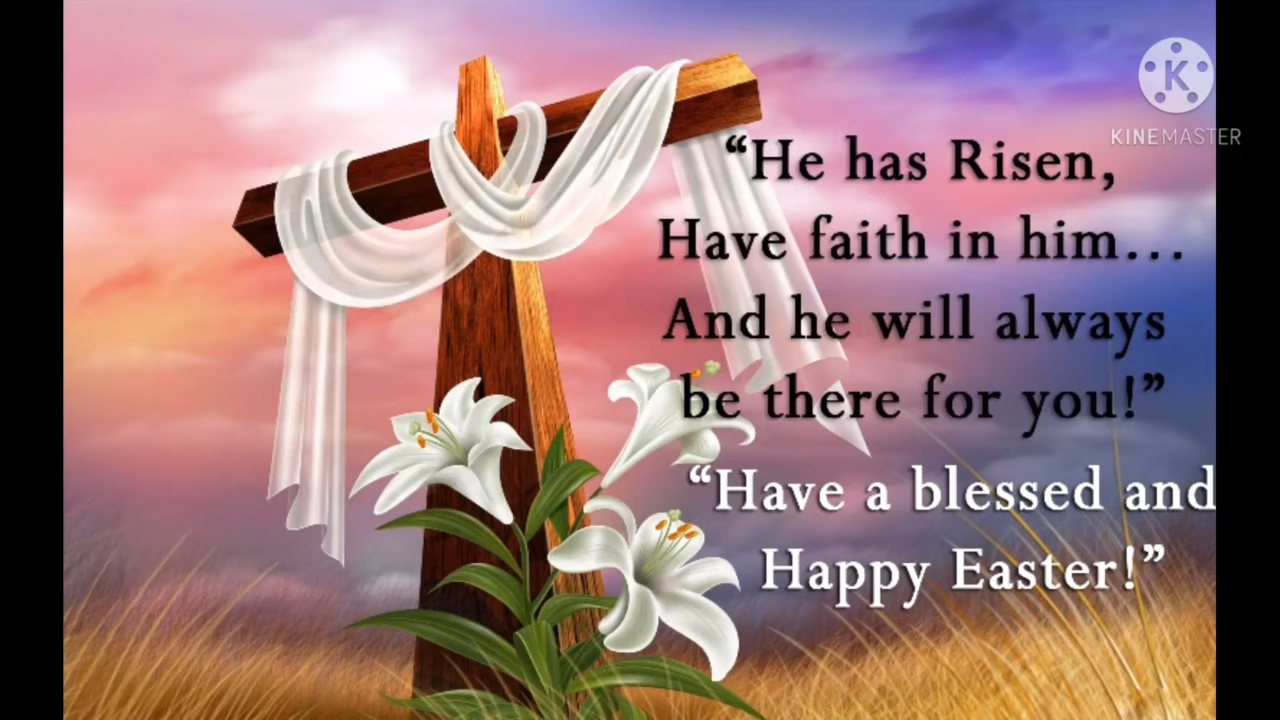 KINEMASTER
“He has Risen,
Have faith in him...
And he will always
be there for you!”
“Have a blessed and
Happy Easter!”